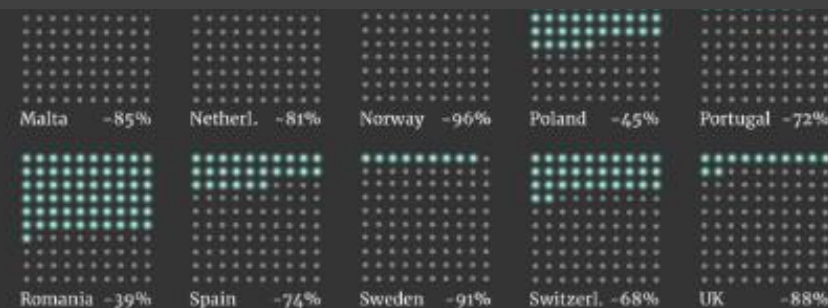 Malta -85% Netherl. -81% Norway -96% Poland -45% Portugal -72%
Romania -39% Spain -74% Sweden -91% Switzerl. -68% UK -88%